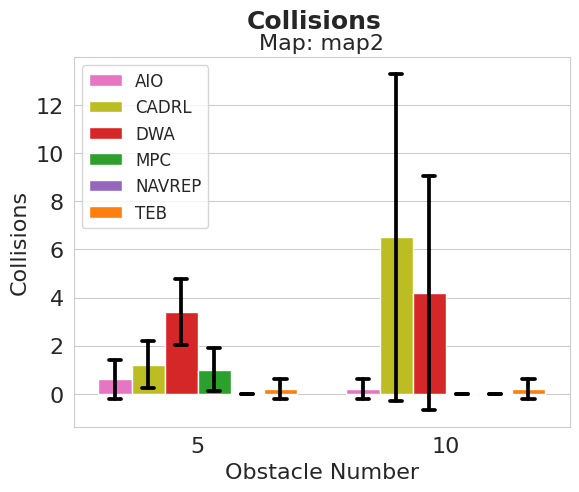 Collisions
Map: map2
AIO
CADRL
DWA
MPC
NAVREP
TEB
Collisions
12
10
8
6
4
2
0
5
10
Obstacle Number